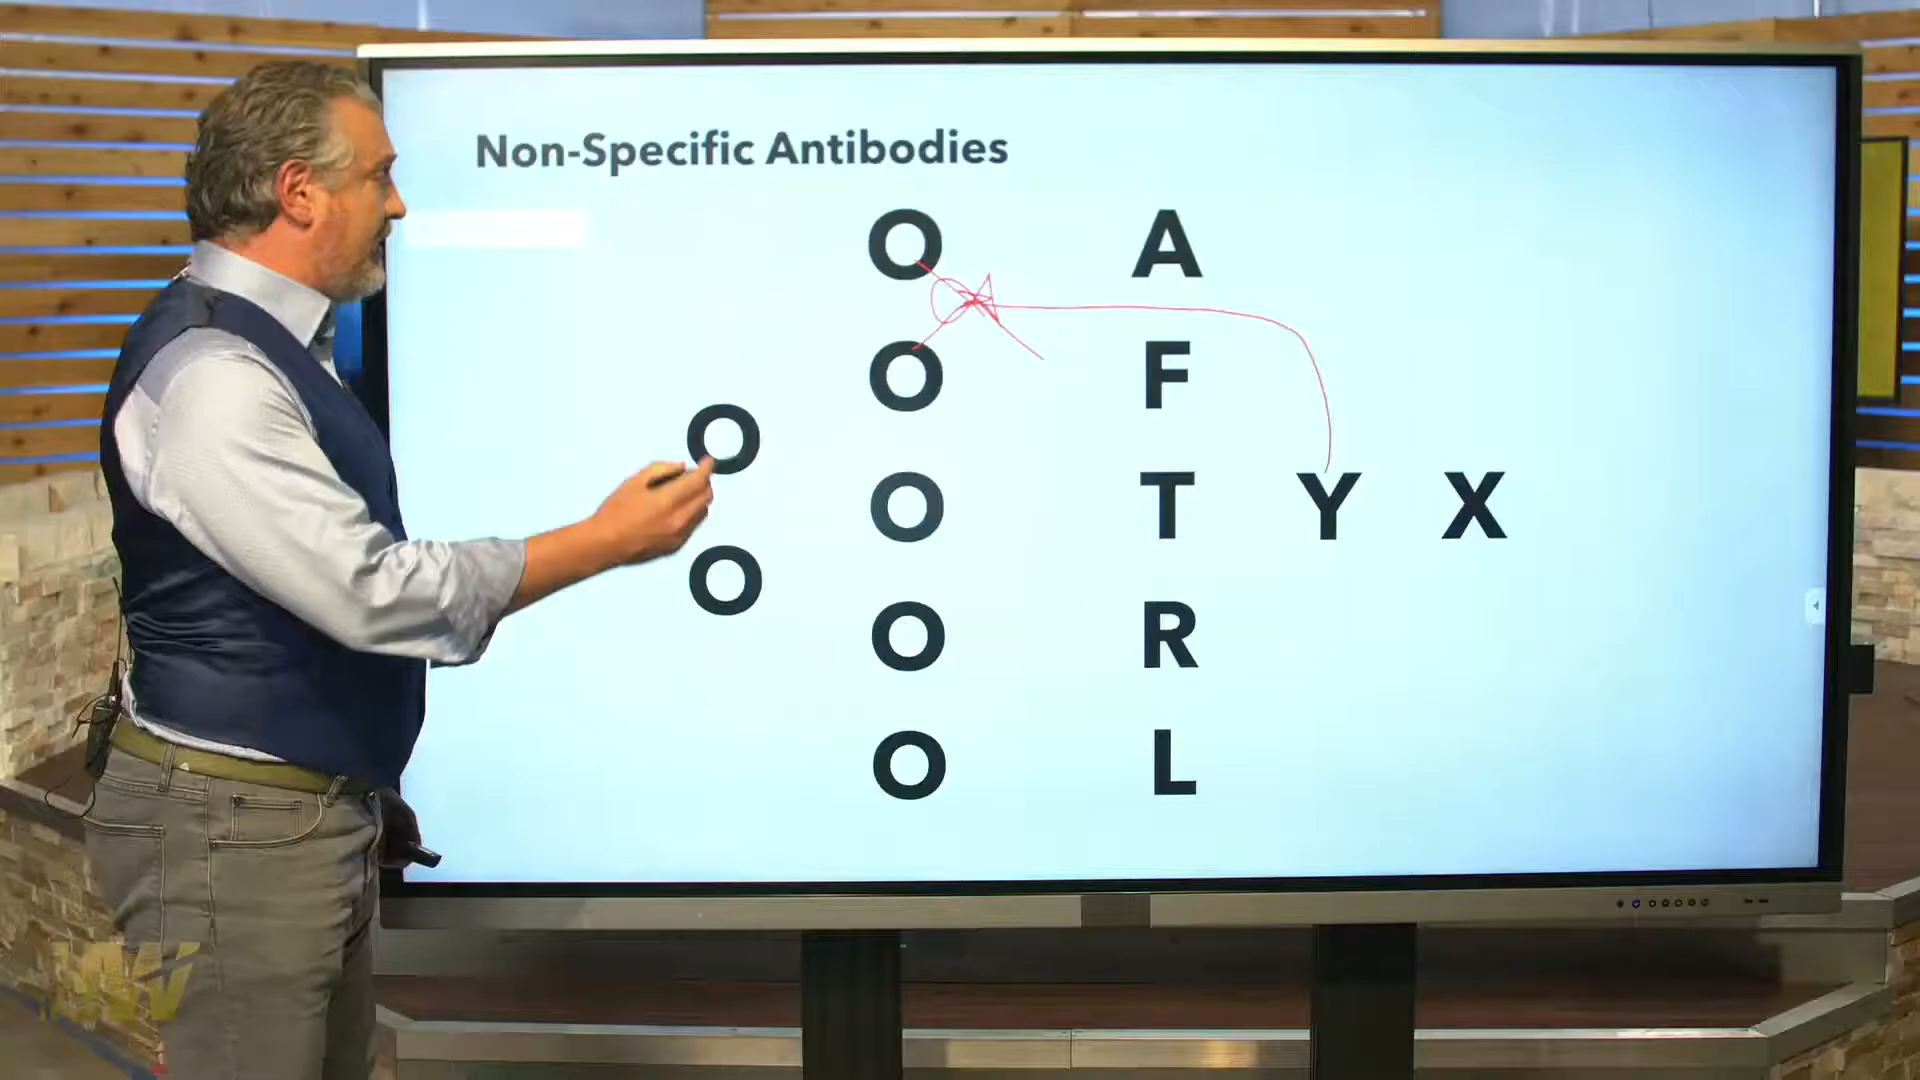 Non-Specific Antibodies
O A
O F
O
O T Y X
O
O R
O L